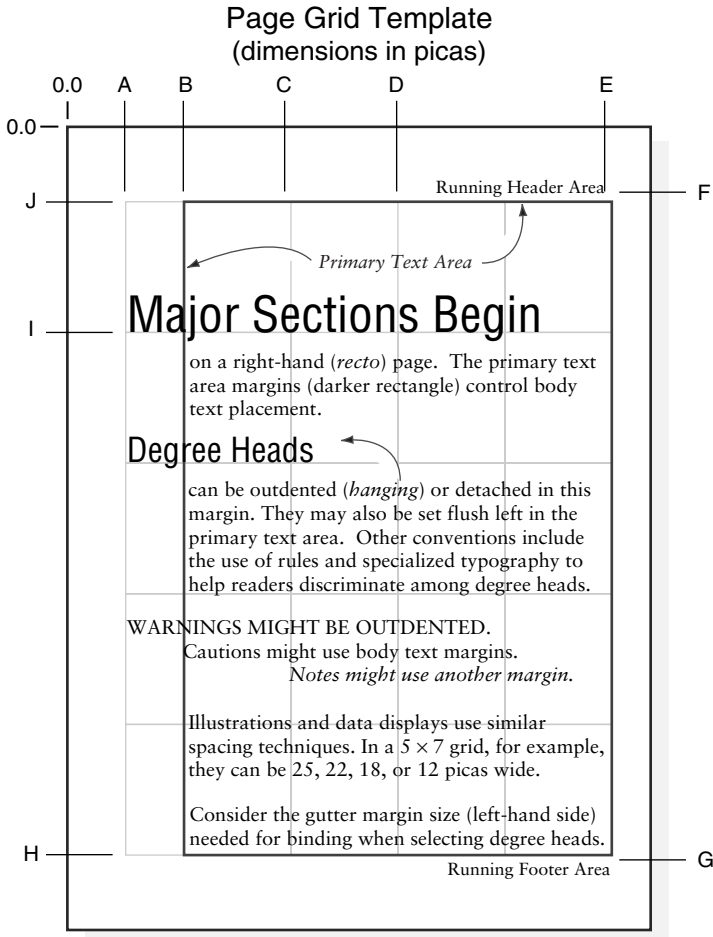 Page Grid Template
(dimensions in picas)
0.0 A B C D E
0.0
Running Header Area F
J
Primary Text Area
Major Sections Begin
I
on a right-hand (recto) page. The primary text
area margins (darker rectangle) control body
text placement.
Degree Heads
can be outdented (hanging) or detached in this
margin. They may also be set flush left in the
primary text area. Other conventions include
the use of rules and specialized typography to
help readers discriminate among degree heads.
WARNINGS MIGHT BE OUTDENTED.
Cautions might use body text margins.
Notes might use another margin.
Illustrations and data displays use similar
spacing techniques. In a 5 × 7 grid, for example,
they can be 25, 22, 18, or 12 picas wide.
Consider the gutter margin size (left-hand side)
needed for binding when selecting degree heads.
H
G
Running Footer Area